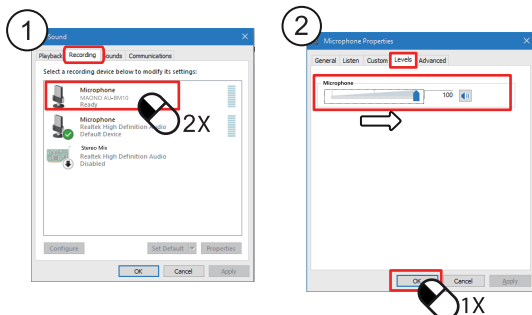 1
Sound
Playback Recording Sounds Communications
Select a recording device below to modify its settings:
Microphone
MAONO AU-BM10
Ready
2X
Microphone
Realtek High Definition Audio
Default Device
Stereo Mix
Realtek High Definition Audio
Disabled
Configure Set Default Properties
OK Cancel Apply
2
Microphone Properties
General Listen Custom Levels Advanced
Microphone
100
OK Cancel Apply
1X